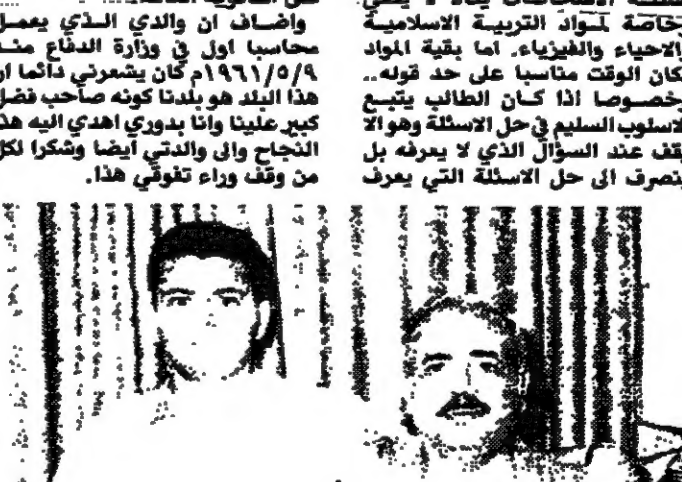 لمواد التربية الاسلامية
والاحياء والفيزياء. اما بقية المواد
فكان الوقت مناسبا على حد قوله..
وخصوصا اذا كان الطالب يتبع
الاسلوب السليم في حل الاسئلة وهو الا
يقف عند السؤال الذي لا يعرفه بل
ينصرف الى حل الاسئلة التي يعرف
واضاف ان والدي الذي يعمل
محاسبا اول في وزارة الدفاع منذ
١٩٦١/٥/٩م كان يشعرني دائما ان
هذا البلد هو بلدنا كونه صاحب فضل
كبير علينا وانا بدوري اهدي اليه هذا
النجاح والى والدتي ايضا وشكرا لكل
من وقف وراء تفوقي هذا.